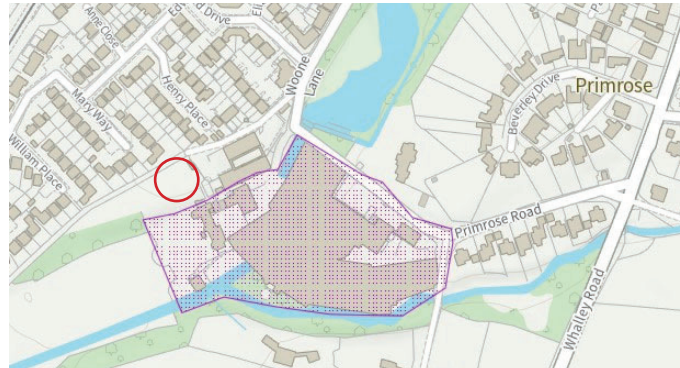 Anne Close
Woone
Lane
Henry Place
Mary Way
William Place
Beverley Drive
Primrose
Primrose Road
Whalley Road